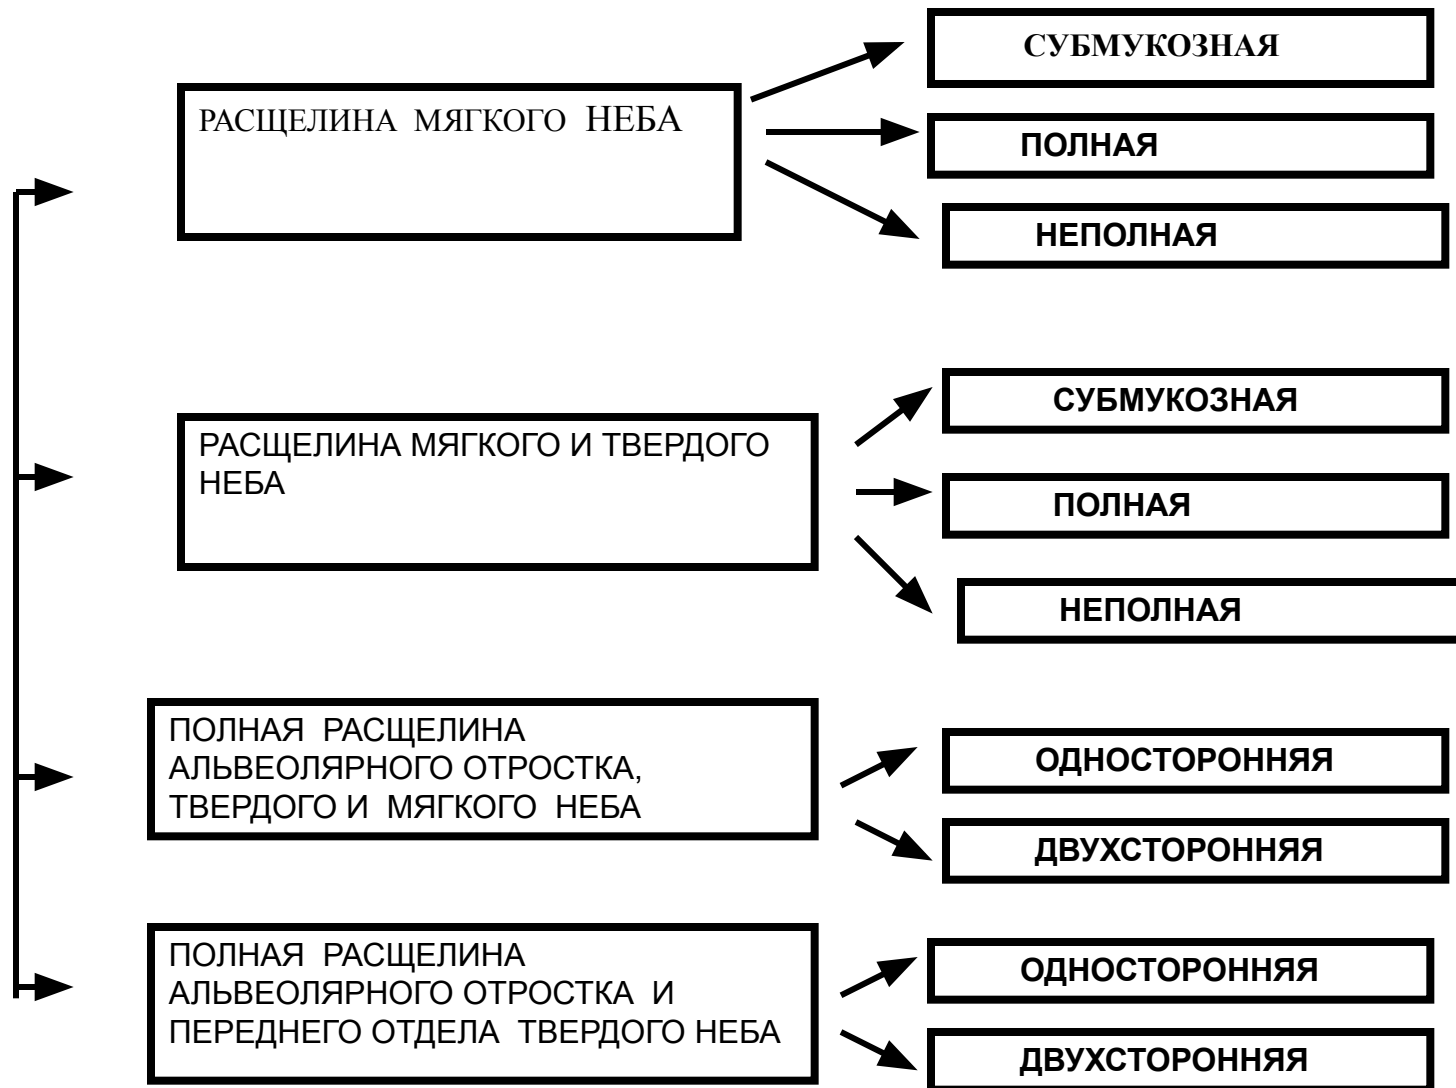 РАСЩЕЛИНА МЯГКОГО НЕБА
СУБМУКОЗНАЯ
ПОЛНАЯ
НЕПОЛНАЯ
РАСЩЕЛИНА МЯГКОГО И ТВЕРДОГО
НЕБА
СУБМУКОЗНАЯ
ПОЛНАЯ
НЕПОЛНАЯ
ПОЛНАЯ РАСЩЕЛИНА
АЛЬВЕОЛЯРНОГО ОТРОСТКА,
ТВЕРДОГО И МЯГКОГО НЕБА
ОДНОСТОРОННЯЯ
ДВУХСТОРОННЯЯ
ПОЛНАЯ РАСЩЕЛИНА
АЛЬВЕОЛЯРНОГО ОТРОСТКА И
ПЕРЕДНЕГО ОТДЕЛА ТВЕРДОГО НЕБА
ОДНОСТОРОННЯЯ
ДВУХСТОРОННЯЯ